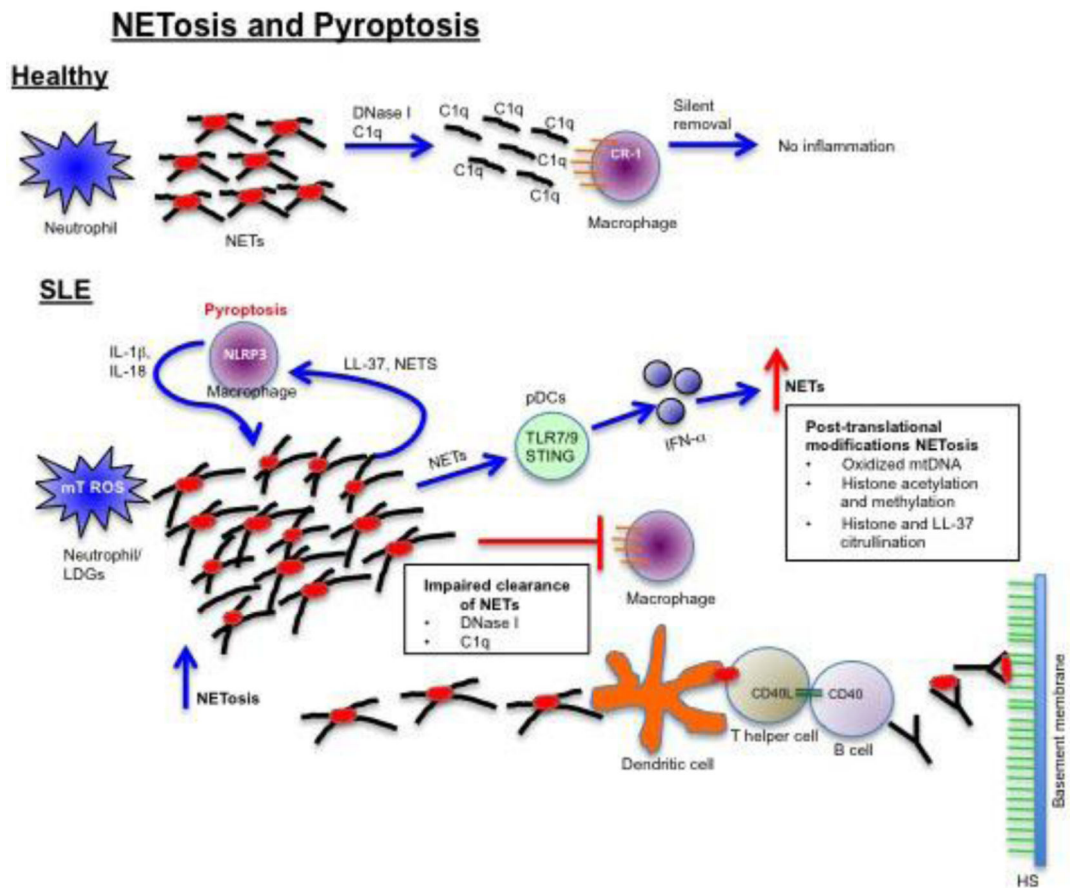 NETosis and Pyroptosis
Healthy
DNase I
C1q
C1q
C1q
C1q
C1q
C1q
C1q
CR-1
Silent
removal
No inflammation
Neutrophil
NETs
Macrophage
SLE
Pyroptosis
IL-1β,
IL-18
NLRP3
Macrophage
LL-37, NETS
pDCs
TLR7/9
STING
NETs
IFN-α
NETs
Post-translational
modifications NETosis
• Oxidized mtDNA
• Histone acetylation
and methylation
• Histone and LL-37
citrullination
mT ROS
Neutrophil/
LDGs
Impaired clearance
of NETs
• DNase I
• C1q
Macrophage
NETosis
CD40L
CD40
T helper cell
B cell
Dendritic cell
Basement membrane
HS